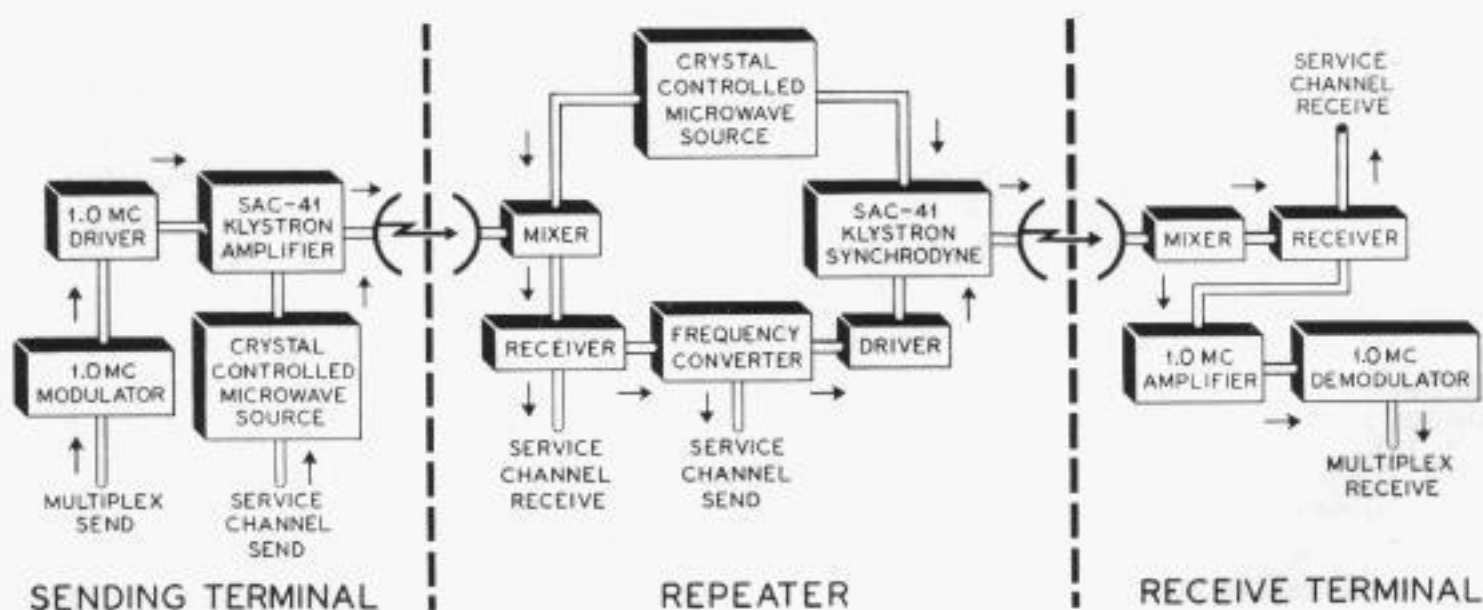 1.0 MC
DRIVER
SAC-41
KLYSTRON
AMPLIFIER
1.0 MC
MODULATOR
CRYSTAL
CONTROLLED
MICROWAVE
SOURCE
MULTIPLEX
SEND
SERVICE
CHANNEL
SEND
SENDING TERMINAL
CRYSTAL
CONTROLLED
MICROWAVE
SOURCE
MIXER
SAC-41
KLYSTRON
SYNCHRODYNE
RECEIVER
FREQUENCY
CONVERTER
DRIVER
SERVICE
CHANNEL
RECEIVE
SERVICE
CHANNEL
SEND
REPEATER
SERVICE
CHANNEL
RECEIVE
MIXER
RECEIVER
1.0 MC
AMPLIFIER
1.0 MC
DEMODULATOR
MULTIPLEX
RECEIVE
RECEIVE TERMINAL